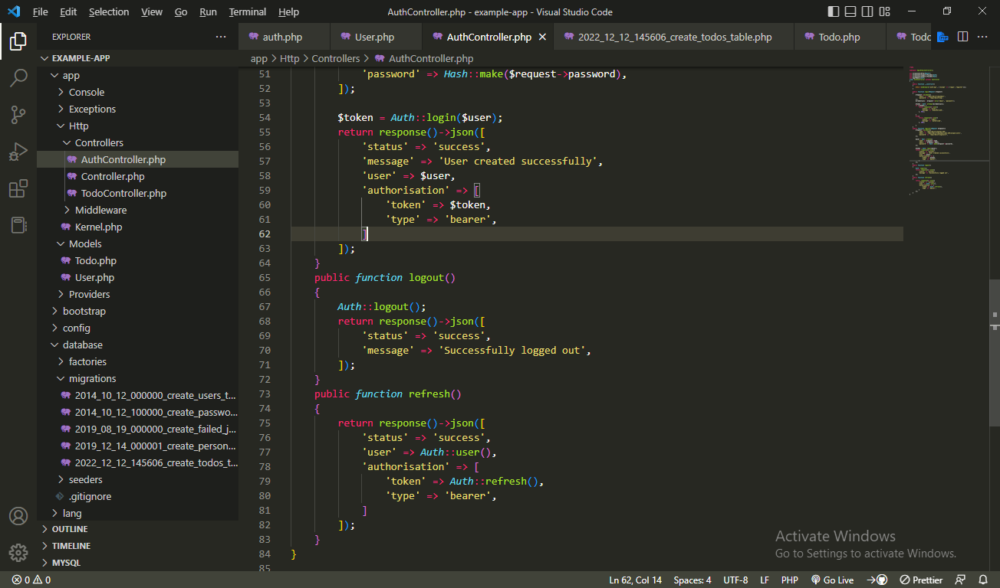 File Edit Selection View Go Run Terminal Help AuthController.php - example-app - Visual Studio Code
EXPLORER
auth.php User.php AuthController.php 2022_12_12_145606_create_todos_table.php Todo.php Todo
EXAMPLE-APP
app > Http > Controllers > AuthController.php
app
Console
Exceptions
Http
Controllers
AuthController.php
Controller.php
TodoController.php
Middleware
Kernel.php
Models
Todo.php
User.php
Providers
bootstrap
config
database
factories
migrations
2014_10_12_000000_create_users_t...
2014_10_12_100000_create_passwo...
2019_08_19_000000_create_failed_j...
2019_12_14_000001_create_person...
2022_12_12_145606_create_todos_t...
seeders
.gitignore
lang
OUTLINE
TIMELINE
MYSQL
51 'password' => Hash::make($request->password),
52 ]);
53
54 $token = Auth::login($user);
55 return response()->json([
56 'status' => 'success',
57 'message' => 'User created successfully',
58 'user' => $user,
59 'authorisation' => [
60 'token' => $token,
61 'type' => 'bearer',
62 ]
63 ]);
64 }
65 public function logout()
66 {
67 Auth::logout();
68 return response()->json([
69 'status' => 'success',
70 'message' => 'Successfully logged out',
71 ]);
72 }
73 public function refresh()
74 {
75 return response()->json([
76 'status' => 'success',
77 'user' => Auth::user(),
78 'authorisation' => [
79 'token' => Auth::refresh(),
80 'type' => 'bearer',
81 ]
82 ]);
83 }
84 }
85
Activate Windows
Go to Settings to activate Windows.
0 0 Ln 62, Col 14 Spaces: 4 UTF-8 LF PHP Go Live Prettier